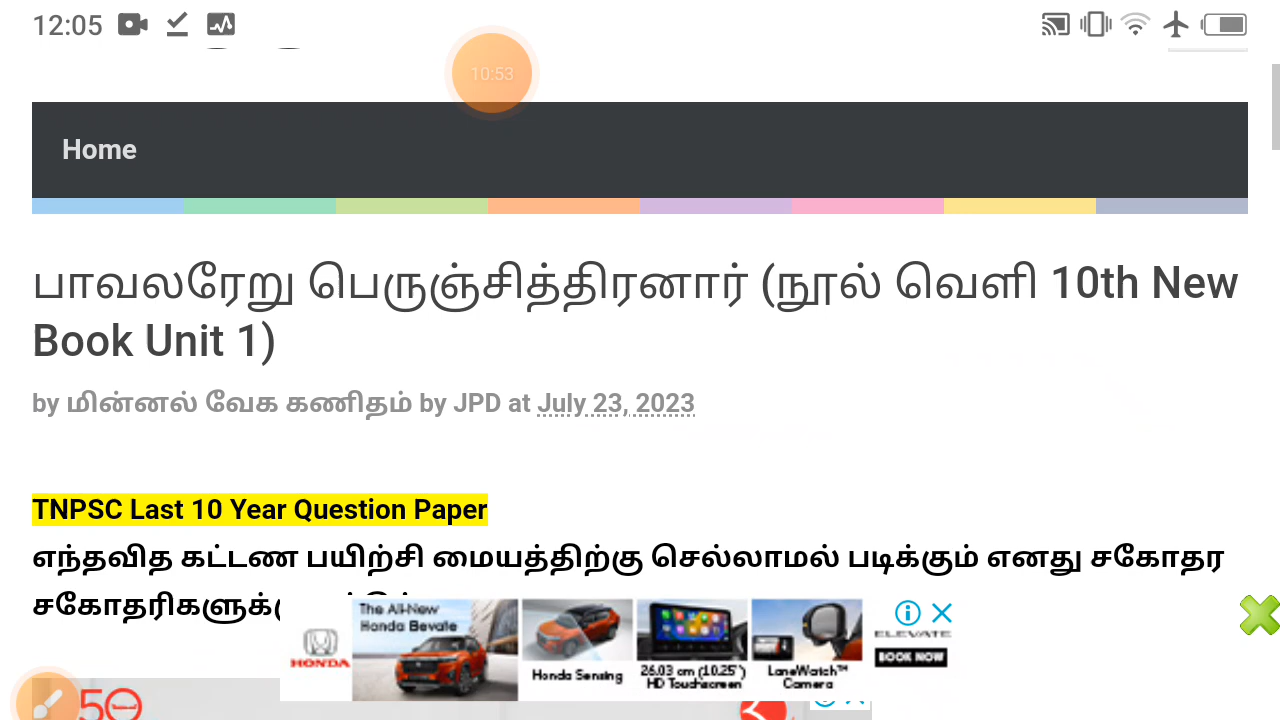 12:05
10:53
Home
பாவலரேறு பெருஞ்சித்திரனார் (நூல் வெளி 10th New
Book Unit 1)
by மின்னல் வேக கணிதம் by JPD at July 23, 2023
TNPSC Last 10 Year Question Paper
எந்தவித கட்டண பயிற்சி மையத்திற்கு செல்லாமல் படிக்கும் எனது சகோதர
சகோதரிகளுக்கு
The All-New
Honda Elevate
HONDA
Honda Sensing
26.03 cm (10.25")
HD Touchscreen
LaneWatch™
Camera
ELEVATE
BOOK NOW
50